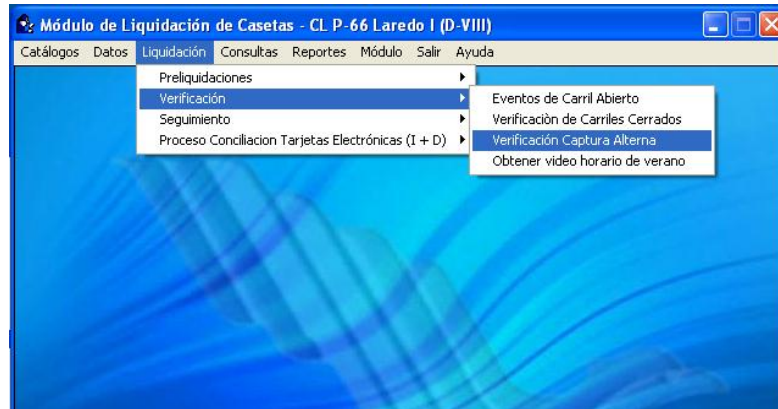 Módulo de Liquidación de Casetas - CL P-66 Laredo I (D-VIII)
Catálogos Datos Liquidación Consultas Reportes Módulo Salir Ayuda
Preliquidaciones
Verificación
Seguimiento
Proceso Conciliacion Tarjetas Electrónicas (I + D)
Eventos de Carril Abierto
Verificaciòn de Carriles Cerrados
Verificación Captura Alterna
Obtener video horario de verano